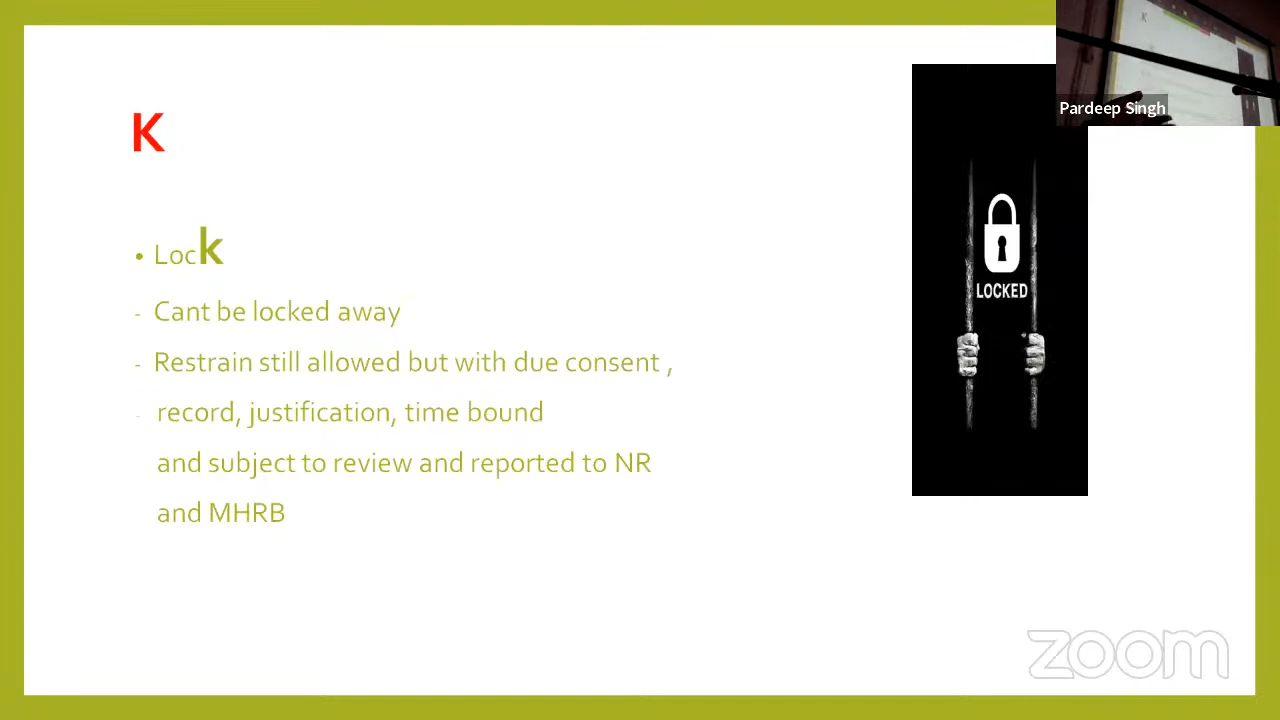 K
Pardeep Singh
K
• Lock
- Cant be locked away
- Restrain still allowed but with due consent ,
- record, justification, time bound
and subject to review and reported to NR
and MHRB
LOCKED
zoom